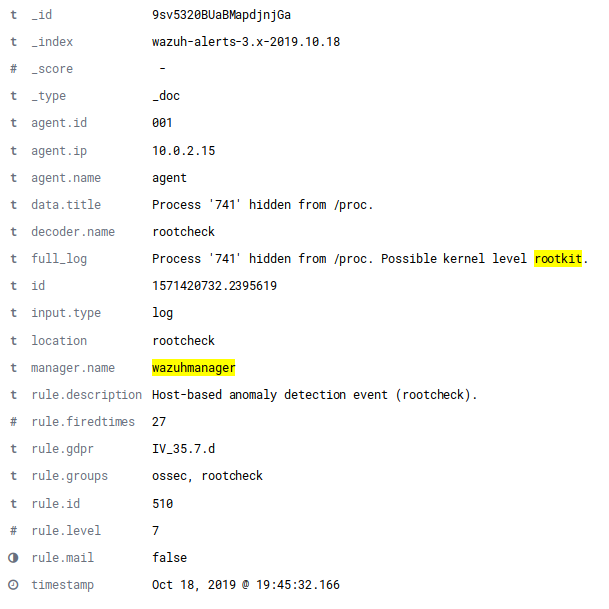 t _id 9sv5320BUaBMapdjnjGa
t _index wazuh-alerts-3.x-2019.10.18
# _score -
t _type _doc
t agent.id 001
t agent.ip 10.0.2.15
t agent.name agent
t data.title Process '741' hidden from /proc.
t decoder.name rootcheck
t full_log Process '741' hidden from /proc. Possible kernel level rootkit.
t id 1571420732.2395619
t input.type log
t location rootcheck
t manager.name wazuhmanager
t rule.description Host-based anomaly detection event (rootcheck).
# rule.firedtimes 27
t rule.gdpr IV_35.7.d
t rule.groups ossec, rootcheck
t rule.id 510
# rule.level 7
rule.mail false
timestamp Oct 18, 2019 @ 19:45:32.166